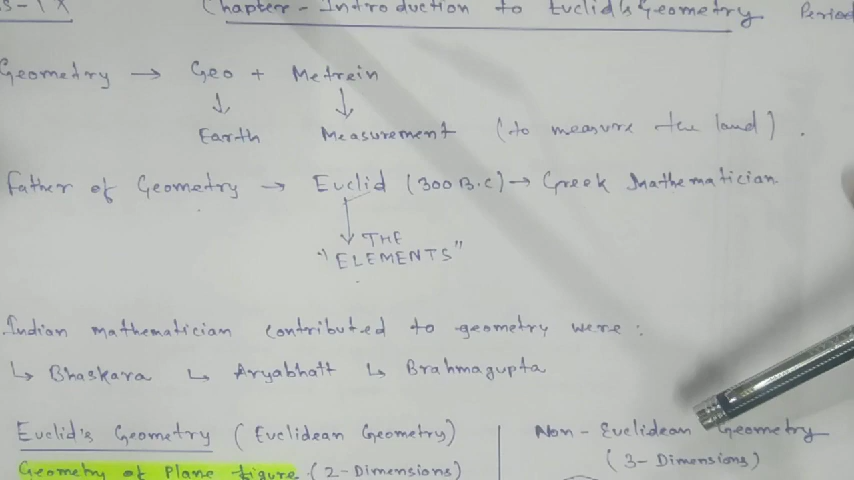 s-IX Chapter - Introduction to Euclid's Geometry Period
Geometry → Geo + Metrein
↓ ↓
Earth Measurement (to measure the land).
Father of Geometry → Euclid (300 B.C) → Greek Mathematician
↓ THE
"ELEMENTS"
Indian mathematician contributed to geometry were:
↳ Bhaskara ↳ Aryabhatt ↳ Brahmagupta
Euclid's Geometry (Euclidean Geometry) Non-Euclidean Geometry
Geometry of Plane figure (2-Dimensions) (3-Dimensions)